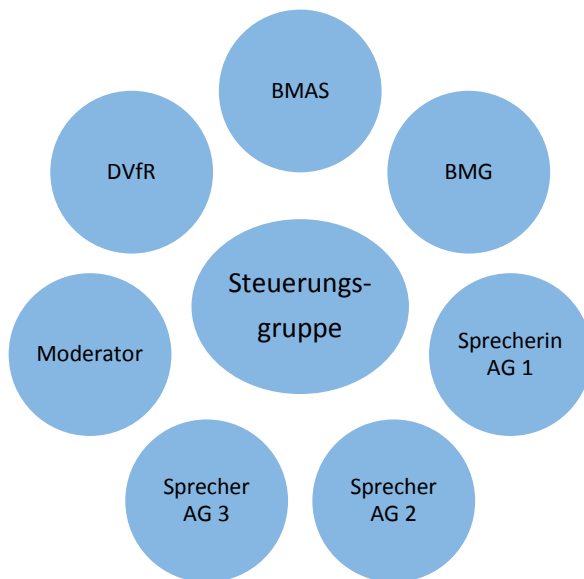 BMAS
DVfR
BMG
Steuerungs-
gruppe
Moderator
Sprecherin
AG 1
Sprecher
AG 3
Sprecher
AG 2